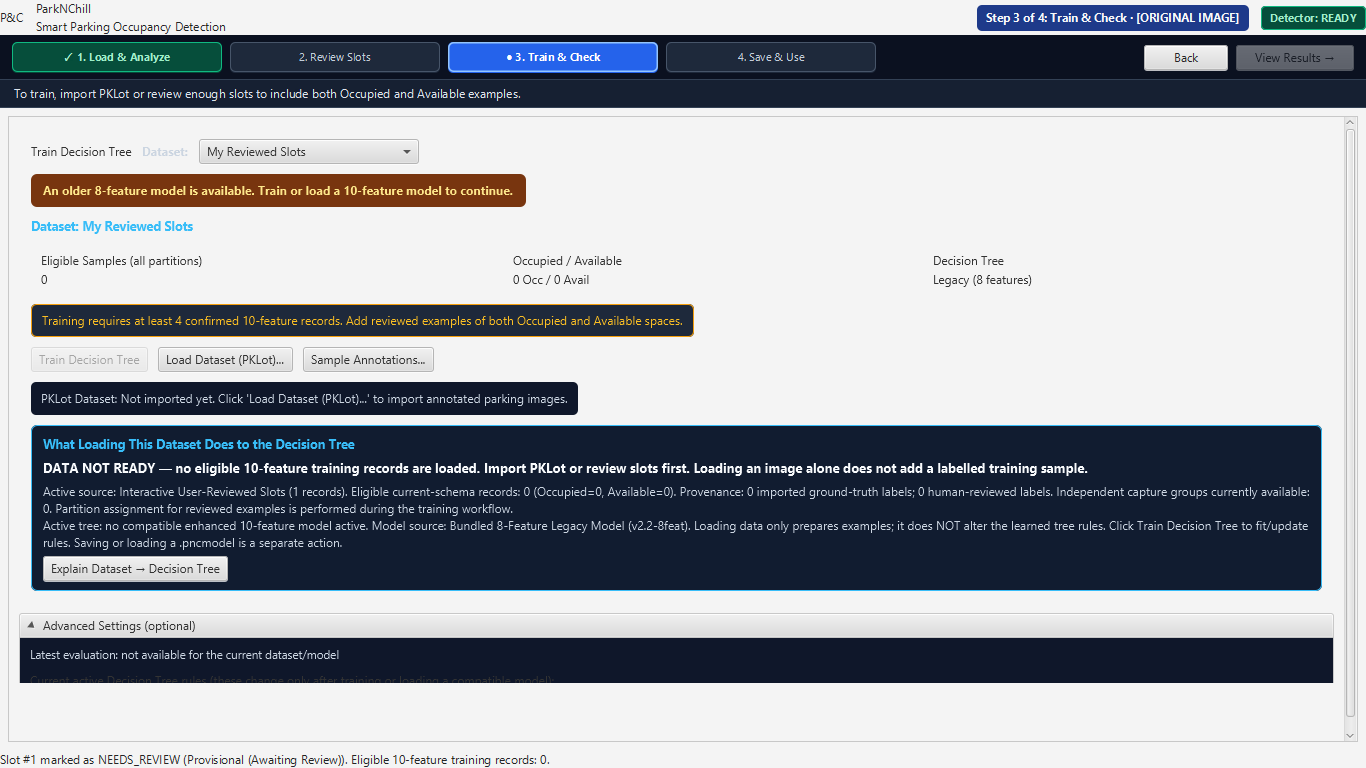 P&C
ParkNChill
Smart Parking Occupancy Detection
Step 3 of 4: Train & Check · [ORIGINAL IMAGE]
Detector: READY
✓ 1. Load & Analyze
2. Review Slots
● 3. Train & Check
4. Save & Use
Back
View Results →
To train, import PKLot or review enough slots to include both Occupied and Available examples.
Train Decision Tree
Dataset:
My Reviewed Slots
An older 8-feature model is available. Train or load a 10-feature model to continue.
Dataset: My Reviewed Slots
Eligible Samples (all partitions)
0
Occupied / Available
0 Occ / 0 Avail
Decision Tree
Legacy (8 features)
Training requires at least 4 confirmed 10-feature records. Add reviewed examples of both Occupied and Available spaces.
Train Decision Tree
Load Dataset (PKLot)...
Sample Annotations...
PKLot Dataset: Not imported yet. Click 'Load Dataset (PKLot)...' to import annotated parking images.
What Loading This Dataset Does to the Decision Tree
DATA NOT READY — no eligible 10-feature training records are loaded. Import PKLot or review slots first. Loading an image alone does not add a labelled training sample.
Active source: Interactive User-Reviewed Slots (1 records). Eligible current-schema records: 0 (Occupied=0, Available=0). Provenance: 0 imported ground-truth labels; 0 human-reviewed labels. Independent capture groups currently available:
0. Partition assignment for reviewed examples is performed during the training workflow.
Active tree: no compatible enhanced 10-feature model active. Model source: Bundled 8-Feature Legacy Model (v2.2-8feat). Loading data only prepares examples; it does NOT alter the learned tree rules. Click Train Decision Tree to fit/update
rules. Saving or loading a .pncmodel is a separate action.
Explain Dataset → Decision Tree
Advanced Settings (optional)
Latest evaluation: not available for the current dataset/model
Current active Decision Tree rules (these change only after training or loading a compatible model):
Slot #1 marked as NEEDS_REVIEW (Provisional (Awaiting Review)). Eligible 10-feature training records: 0.